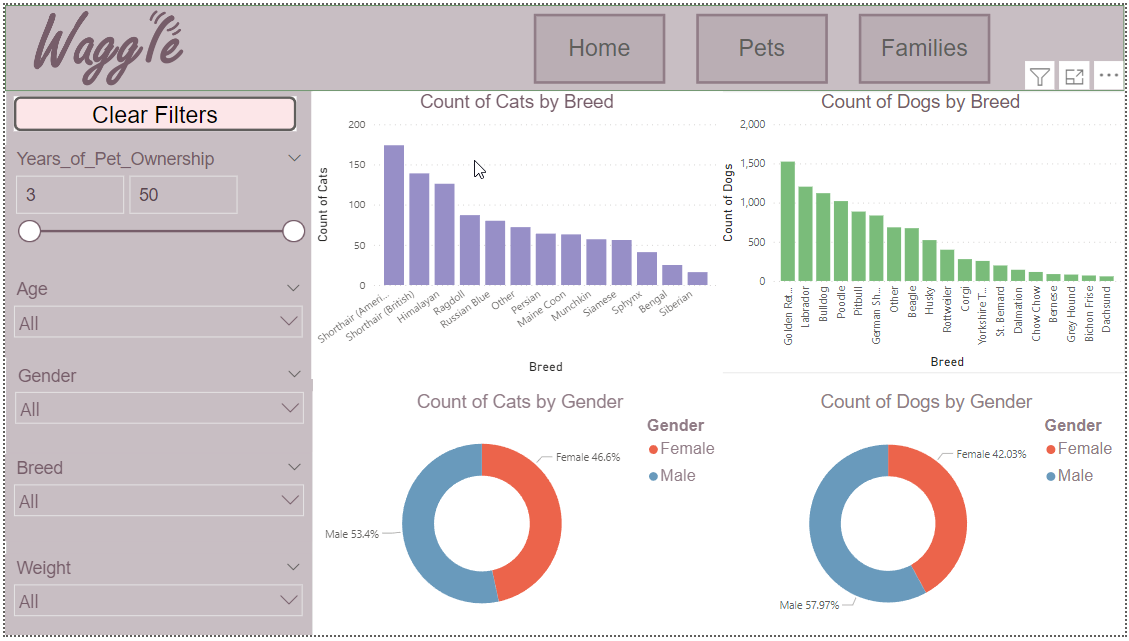 Waggle
Home
Pets
Families
Clear Filters
Years_of_Pet_Ownership
3
50
Age
All
Gender
All
Breed
All
Weight
All
Count of Cats by Breed
Count of Cats
200
150
100
50
0
Shorthair (Ameri...
Shorthair (British)
Himalayan
Ragdoll
Russian Blue
Other
Persian
Maine Coon
Munchkin
Siamese
Sphynx
Bengal
Siberian
Breed
Count of Dogs by Breed
Count of Dogs
2,000
1,500
1,000
500
0
Golden Ret...
Labrador
Bulldog
Poodle
Pitbull
German Sh...
Other
Beagle
Husky
Rottweiler
Corgi
Yorkshire T...
St. Bernard
Dalmation
Chow Chow
Bernese
Grey Hound
Bichon Frise
Dachsund
Breed
Count of Cats by Gender
Gender
Female
Male
Female 46.6%
Male 53.4%
Count of Dogs by Gender
Gender
Female
Male
Female 42.03%
Male 57.97%